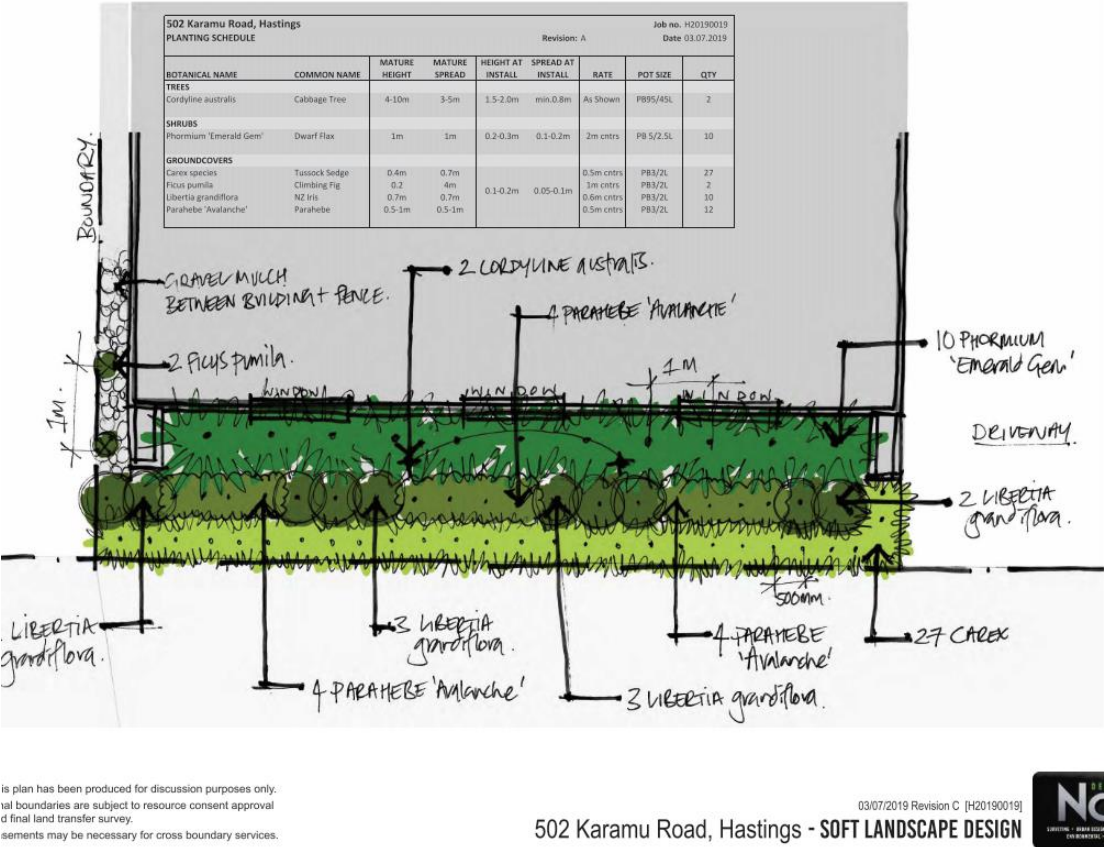 502 Karamu Road, Hastings Job no. H20190019
PLANTING SCHEDULE Revision: A Date 03.07.2019
BOTANICAL NAME COMMON NAME MATURE HEIGHT MATURE SPREAD HEIGHT AT INSTALL SPREAD AT INSTALL RATE POT SIZE QTY
TREES
Cordyline australis Cabbage Tree 4-10m 3-5m 1.5-2.0m min.0.8m As Shown PB95/45L 2
SHRUBS
Phormium 'Emerald Gem' Dwarf Flax 1m 1m 0.2-0.3m 0.1-0.2m 2m cntrs PB 5/2.5L 10
GROUNDCOVERS
Carex species Tussock Sedge 0.4m 0.7m 0.5m cntrs PB3/2L 27
Ficus pumila Climbing Fig 0.2 4m 0.1-0.2m 0.05-0.1m 1m cntrs PB3/2L 2
Libertia grandiflora NZ Iris 0.7m 0.7m 0.6m cntrs PB3/2L 10
Parahebe 'Avalanche' Parahebe 0.5-1m 0.5-1m 0.5m cntrs PB3/2L 12
BOUNDARY.
GRAVEL MULCH
BETWEEN BUILDING + FENCE.
2 CORDYLINE australis.
4 PARAHEBE 'AVALANCHE'
10 PHORMIUM
'Emerald Gem'
2 Ficus pumila.
1M
1M.
WINDOW
WINDOW
WINDOW
DRIVEWAY.
2 LIBERTIA
grandiflora.
500mm.
LIBERTIA
grandiflora.
3 LIBERTIA
grandiflora.
4 PARAHEBE
'Avalanche'
27 CAREX
4 PARAHEBE 'Avalanche'
3 LIBERTIA grandiflora.
is plan has been produced for discussion purposes only.
nal boundaries are subject to resource consent approval
d final land transfer survey.
sements may be necessary for cross boundary services.
03/07/2019 Revision C [H20190019]
502 Karamu Road, Hastings - SOFT LANDSCAPE DESIGN